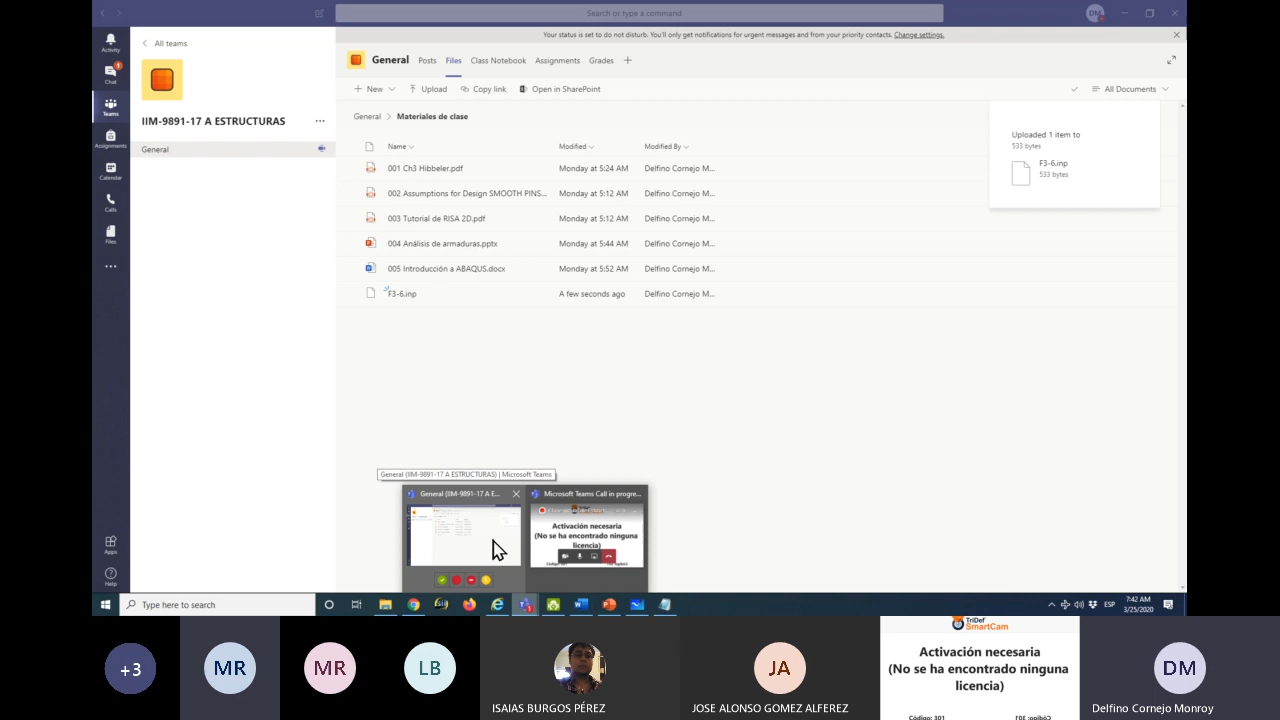 Search or type a command
DM
Your status is set to do not disturb. You'll only get notifications for urgent messages and from your priority contacts. Change settings.
Activity
Chat
1
Teams
Assignments
Calendar
Calls
Files
Apps
Help
All teams
IIM-9891-17 A ESTRUCTURAS
General
General Posts Files Class Notebook Assignments Grades
New Upload Copy link Open in SharePoint All Documents
General > Materiales de clase
Name Modified Modified By
001 Ch3 Hibbeler.pdf Monday at 5:24 AM Delfino Cornejo M...
002 Assumptions for Design SMOOTH PINS... Monday at 5:12 AM Delfino Cornejo M...
003 Tutorial de RISA 2D.pdf Monday at 5:12 AM Delfino Cornejo M...
004 Análisis de armaduras.pptx Monday at 5:44 AM Delfino Cornejo M...
005 Introducción a ABAQUS.docx Monday at 5:52 AM Delfino Cornejo M...
F3-6.inp A few seconds ago Delfino Cornejo M...
Uploaded 1 item to
533 bytes
F3-6.inp
533 bytes
General (IIM-9891-17 A ESTRUCTURAS) | Microsoft Teams
General (IIM-9891-17 A E... Microsoft Teams Call in progre...
Activación necesaria
(No se ha encontrado ninguna
licencia)
Type here to search
ESP
7:42 AM
3/25/2020
+3
MR
MR
LB
ISAIAS BURGOS PÉREZ
JA
JOSE ALONSO GOMEZ ALFEREZ
TriDef
SmartCam
Activación necesaria
(No se ha encontrado ninguna
licencia)
Código: 301 Código: 301
DM
Delfino Cornejo Monroy